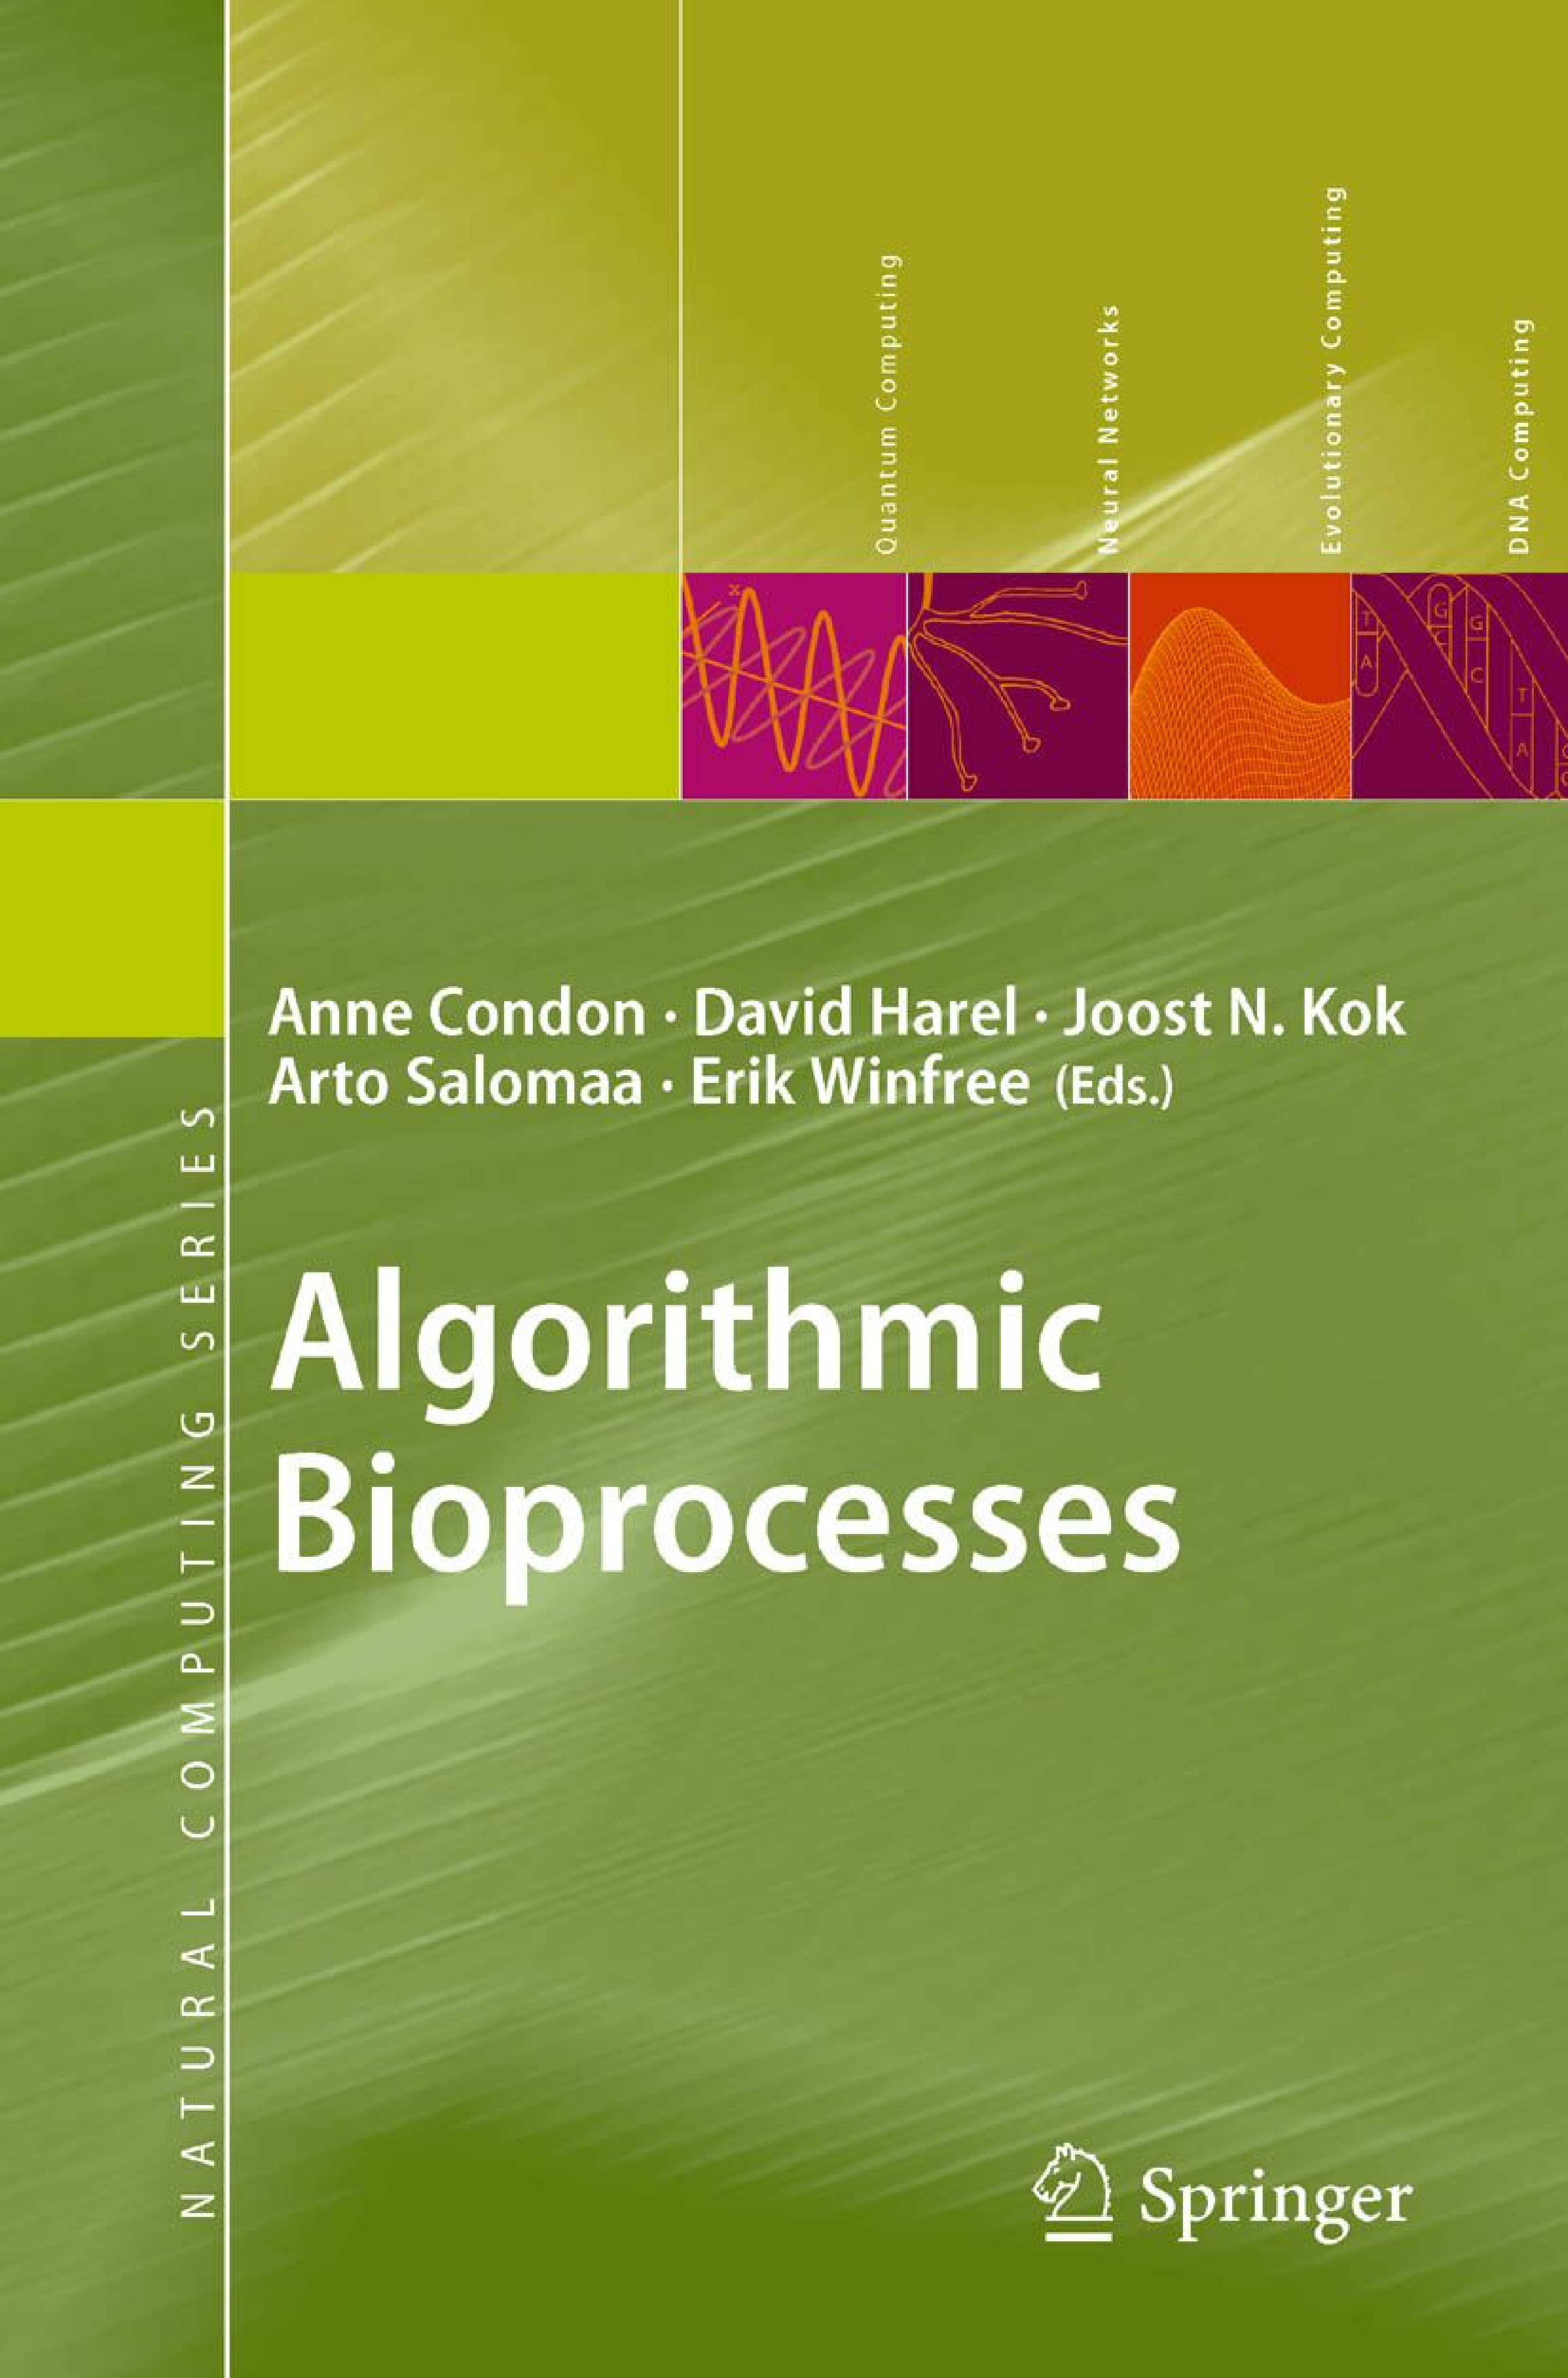 Quantum Computing
Neural Networks
Evolutionary Computing
DNA Computing
x
T
A
G
C
G
C
T
A
Anne Condon · David Harel · Joost N. Kok
Arto Salomaa · Erik Winfree (Eds.)
Algorithmic
Bioprocesses
NATURAL COMPUTING SERIES
Springer